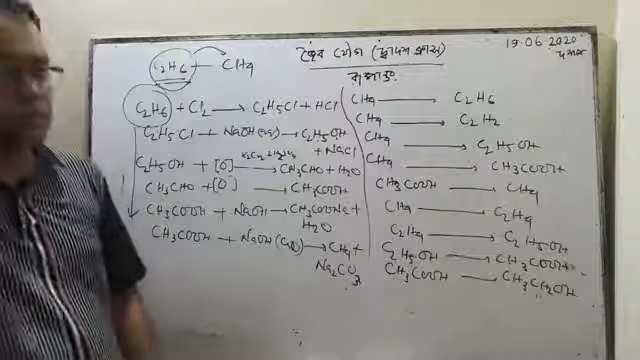 C2H6 → CH4
জৈব যৌগ (দ্বাদশ ক্লাস)
19.06.2020
C2H6 + Cl2 → C2H5Cl + HCl
C2H5Cl + NaOH(aq) → C2H5OH + NaCl
C2H5OH + [O] → CH3CHO + H2O
CH3CHO + [O] → CH3COOH
CH3COOH + NaOH → CH3COONa + H2O
CH3COOH + NaOH (CaO) → CH4 + Na2CO3
CH4 → C2H6
CH4 → C2H2
CH4 → C2H5OH
CH4 → CH3COOH
CH3COOH → CH4
CH4 → C2H4
C2H4 → C2H5OH
C2H5OH → CH3COOH
CH3COOH → CH3CH2OH